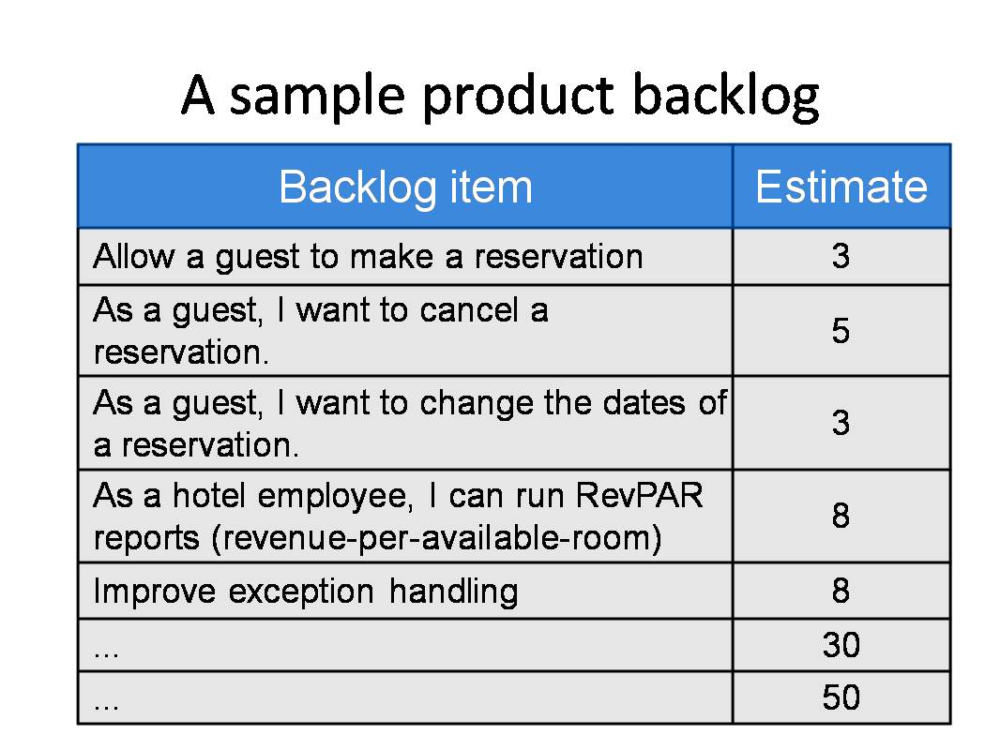 A sample product backlog
Backlog item Estimate
Allow a guest to make a reservation 3
As a guest, I want to cancel a
reservation. 5
As a guest, I want to change the dates of
a reservation. 3
As a hotel employee, I can run RevPAR
reports (revenue-per-available-room) 8
Improve exception handling 8
... 30
... 50